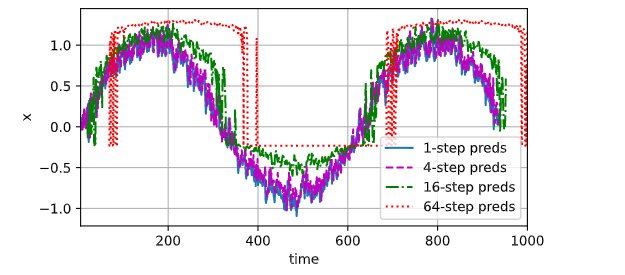 1.0
0.5
0.0
−0.5
−1.0
x
1-step preds
4-step preds
16-step preds
64-step preds
200
400
600
800
1000
time